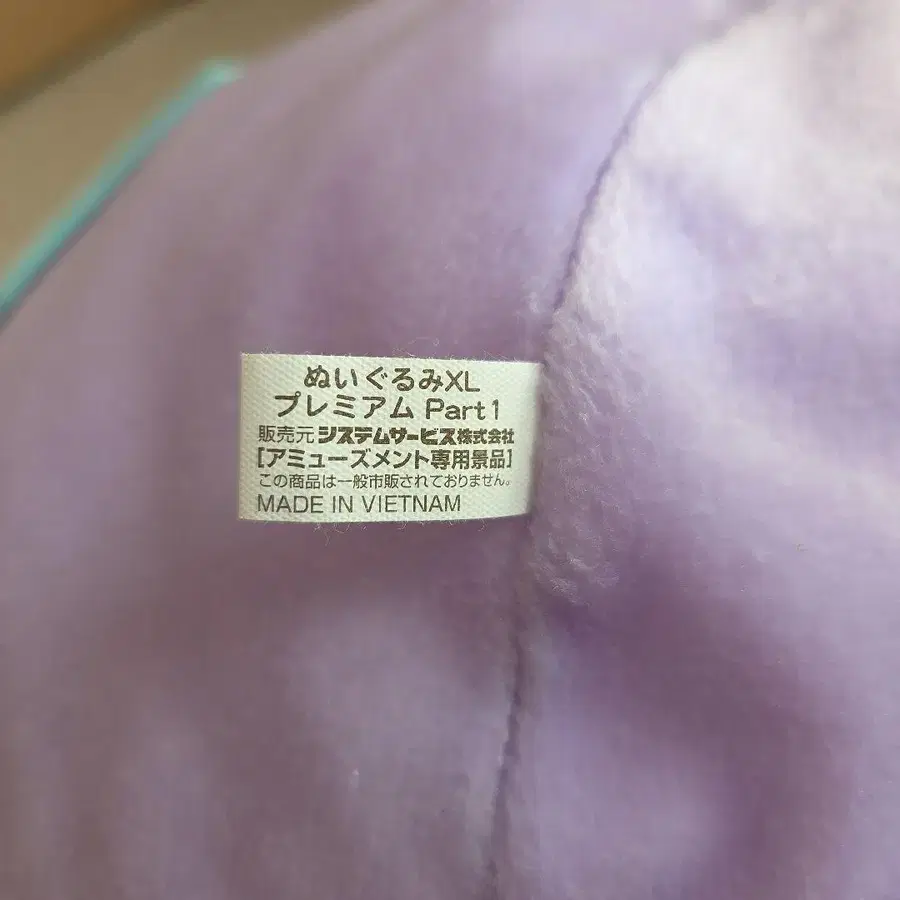 ぬいぐるみXL
プレミアム Part 1
販売元 システムサービス株式会社
[アミューズメント専用景品]
この商品は一般市販されておりません。
MADE IN VIETNAM